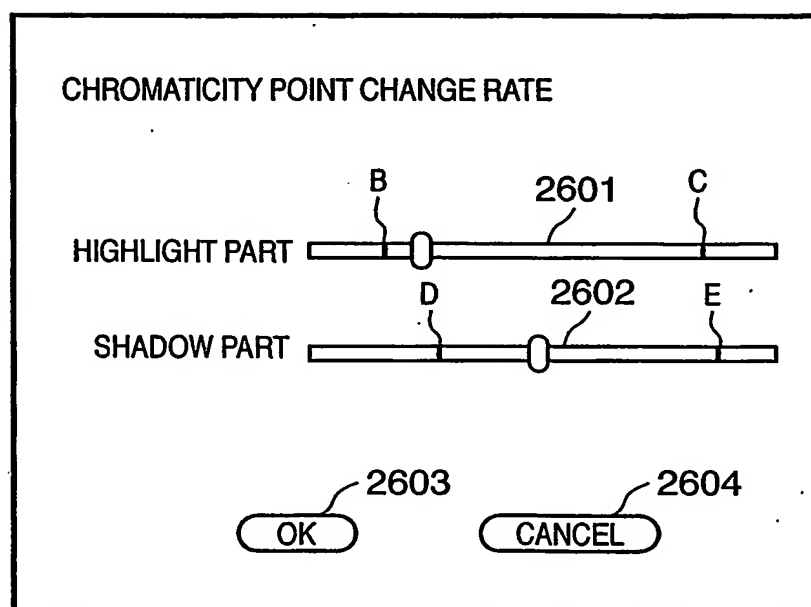 CHROMATICITY POINT CHANGE RATE
B 2601 C
HIGHLIGHT PART
D 2602 E
SHADOW PART
2603 2604
OK CANCEL